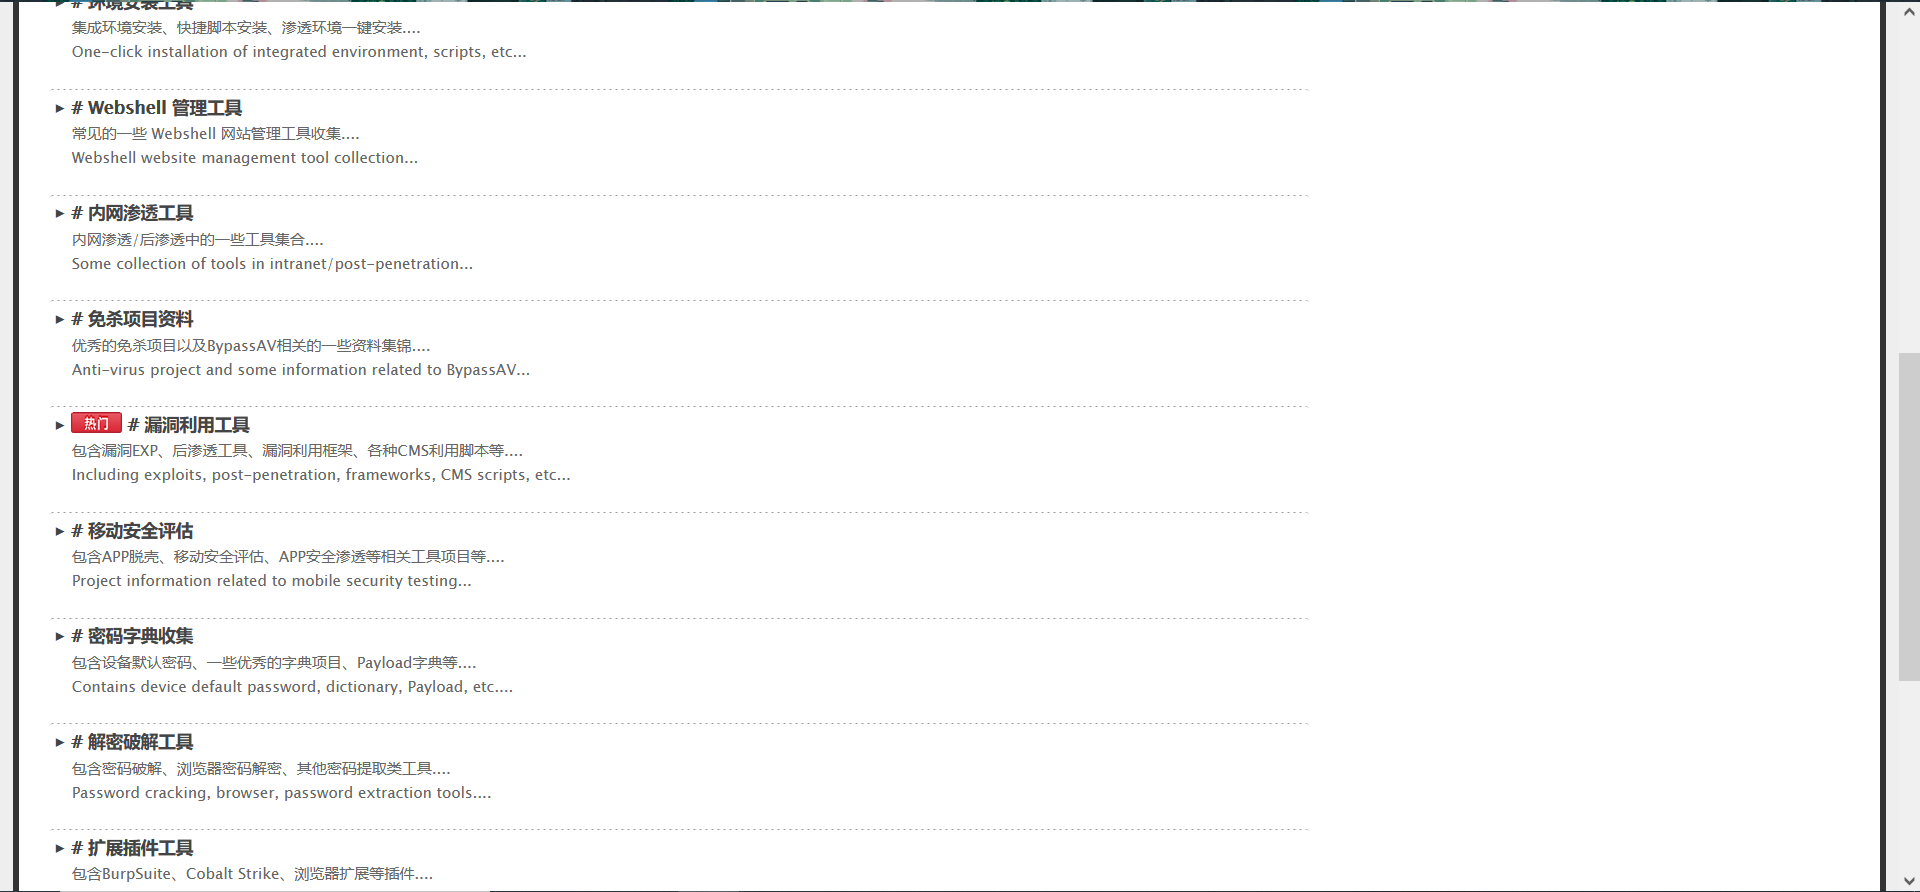 # 环境安装工具
集成环境安装、快捷脚本安装、渗透环境一键安装....
One-click installation of integrated environment, scripts, etc...
# Webshell 管理工具
常见的一些 Webshell 网站管理工具收集....
Webshell website management tool collection...
# 内网渗透工具
内网渗透/后渗透中的一些工具集合....
Some collection of tools in intranet/post-penetration...
# 免杀项目资料
优秀的免杀项目以及BypassAV相关的一些资料集锦....
Anti-virus project and some information related to BypassAV...
热门 # 漏洞利用工具
包含漏洞EXP、后渗透工具、漏洞利用框架、各种CMS利用脚本等....
Including exploits, post-penetration, frameworks, CMS scripts, etc...
# 移动安全评估
包含APP脱壳、移动安全评估、APP安全渗透等相关工具项目等....
Project information related to mobile security testing...
# 密码字典收集
包含设备默认密码、一些优秀的字典项目、Payload字典等....
Contains device default password, dictionary, Payload, etc....
# 解密破解工具
包含密码破解、浏览器密码解密、其他密码提取类工具....
Password cracking, browser, password extraction tools....
# 扩展插件工具
包含BurpSuite、Cobalt Strike、浏览器扩展等插件....